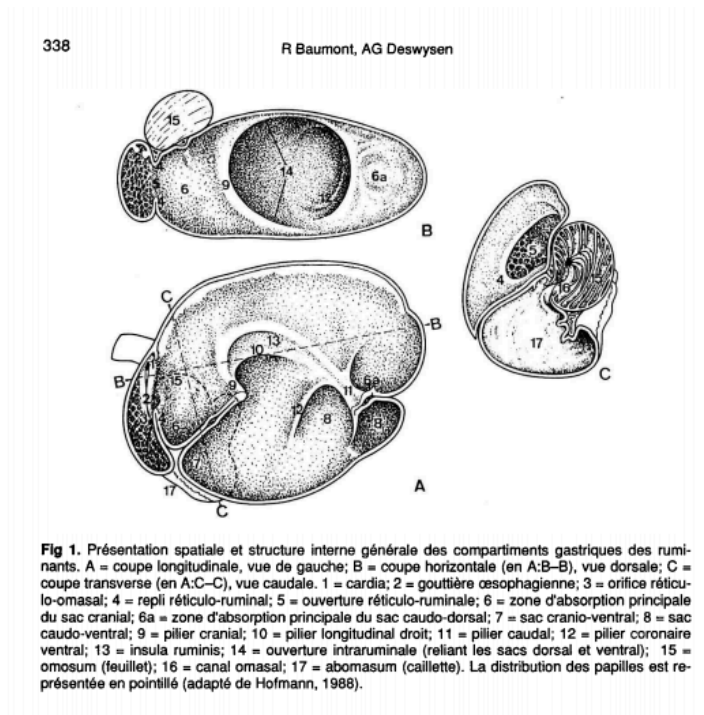 338
R Baumont, AG Deswysen
15
14
6a
5
6
9
12
4
B
5
4
15
16
17
C
C
B
13
10
1
B
15
9
6a
11
2
12
8
8
7
17
C
A
Fig 1. Présentation spatiale et structure interne générale des compartiments gastriques des rumi-
nants. A = coupe longitudinale, vue de gauche; B = coupe horizontale (en A:B–B), vue dorsale; C =
coupe transverse (en A:C–C), vue caudale. 1 = cardia; 2 = gouttière œsophagienne; 3 = orifice réticu-
lo-omasal; 4 = repli réticulo-ruminal; 5 = ouverture réticulo-ruminale; 6 = zone d'absorption principale
du sac cranial; 6a = zone d'absorption principale du sac caudo-dorsal; 7 = sac cranio-ventral; 8 = sac
caudo-ventral; 9 = pilier cranial; 10 = pilier longitudinal droit; 11 = pilier caudal; 12 = pilier coronaire
ventral; 13 = insula ruminis; 14 = ouverture intraruminale (reliant les sacs dorsal et ventral); 15 =
omosum (feuillet); 16 = canal omasal; 17 = abomasum (caillette). La distribution des papilles est re-
présentée en pointillé (adapté de Hofmann, 1988).